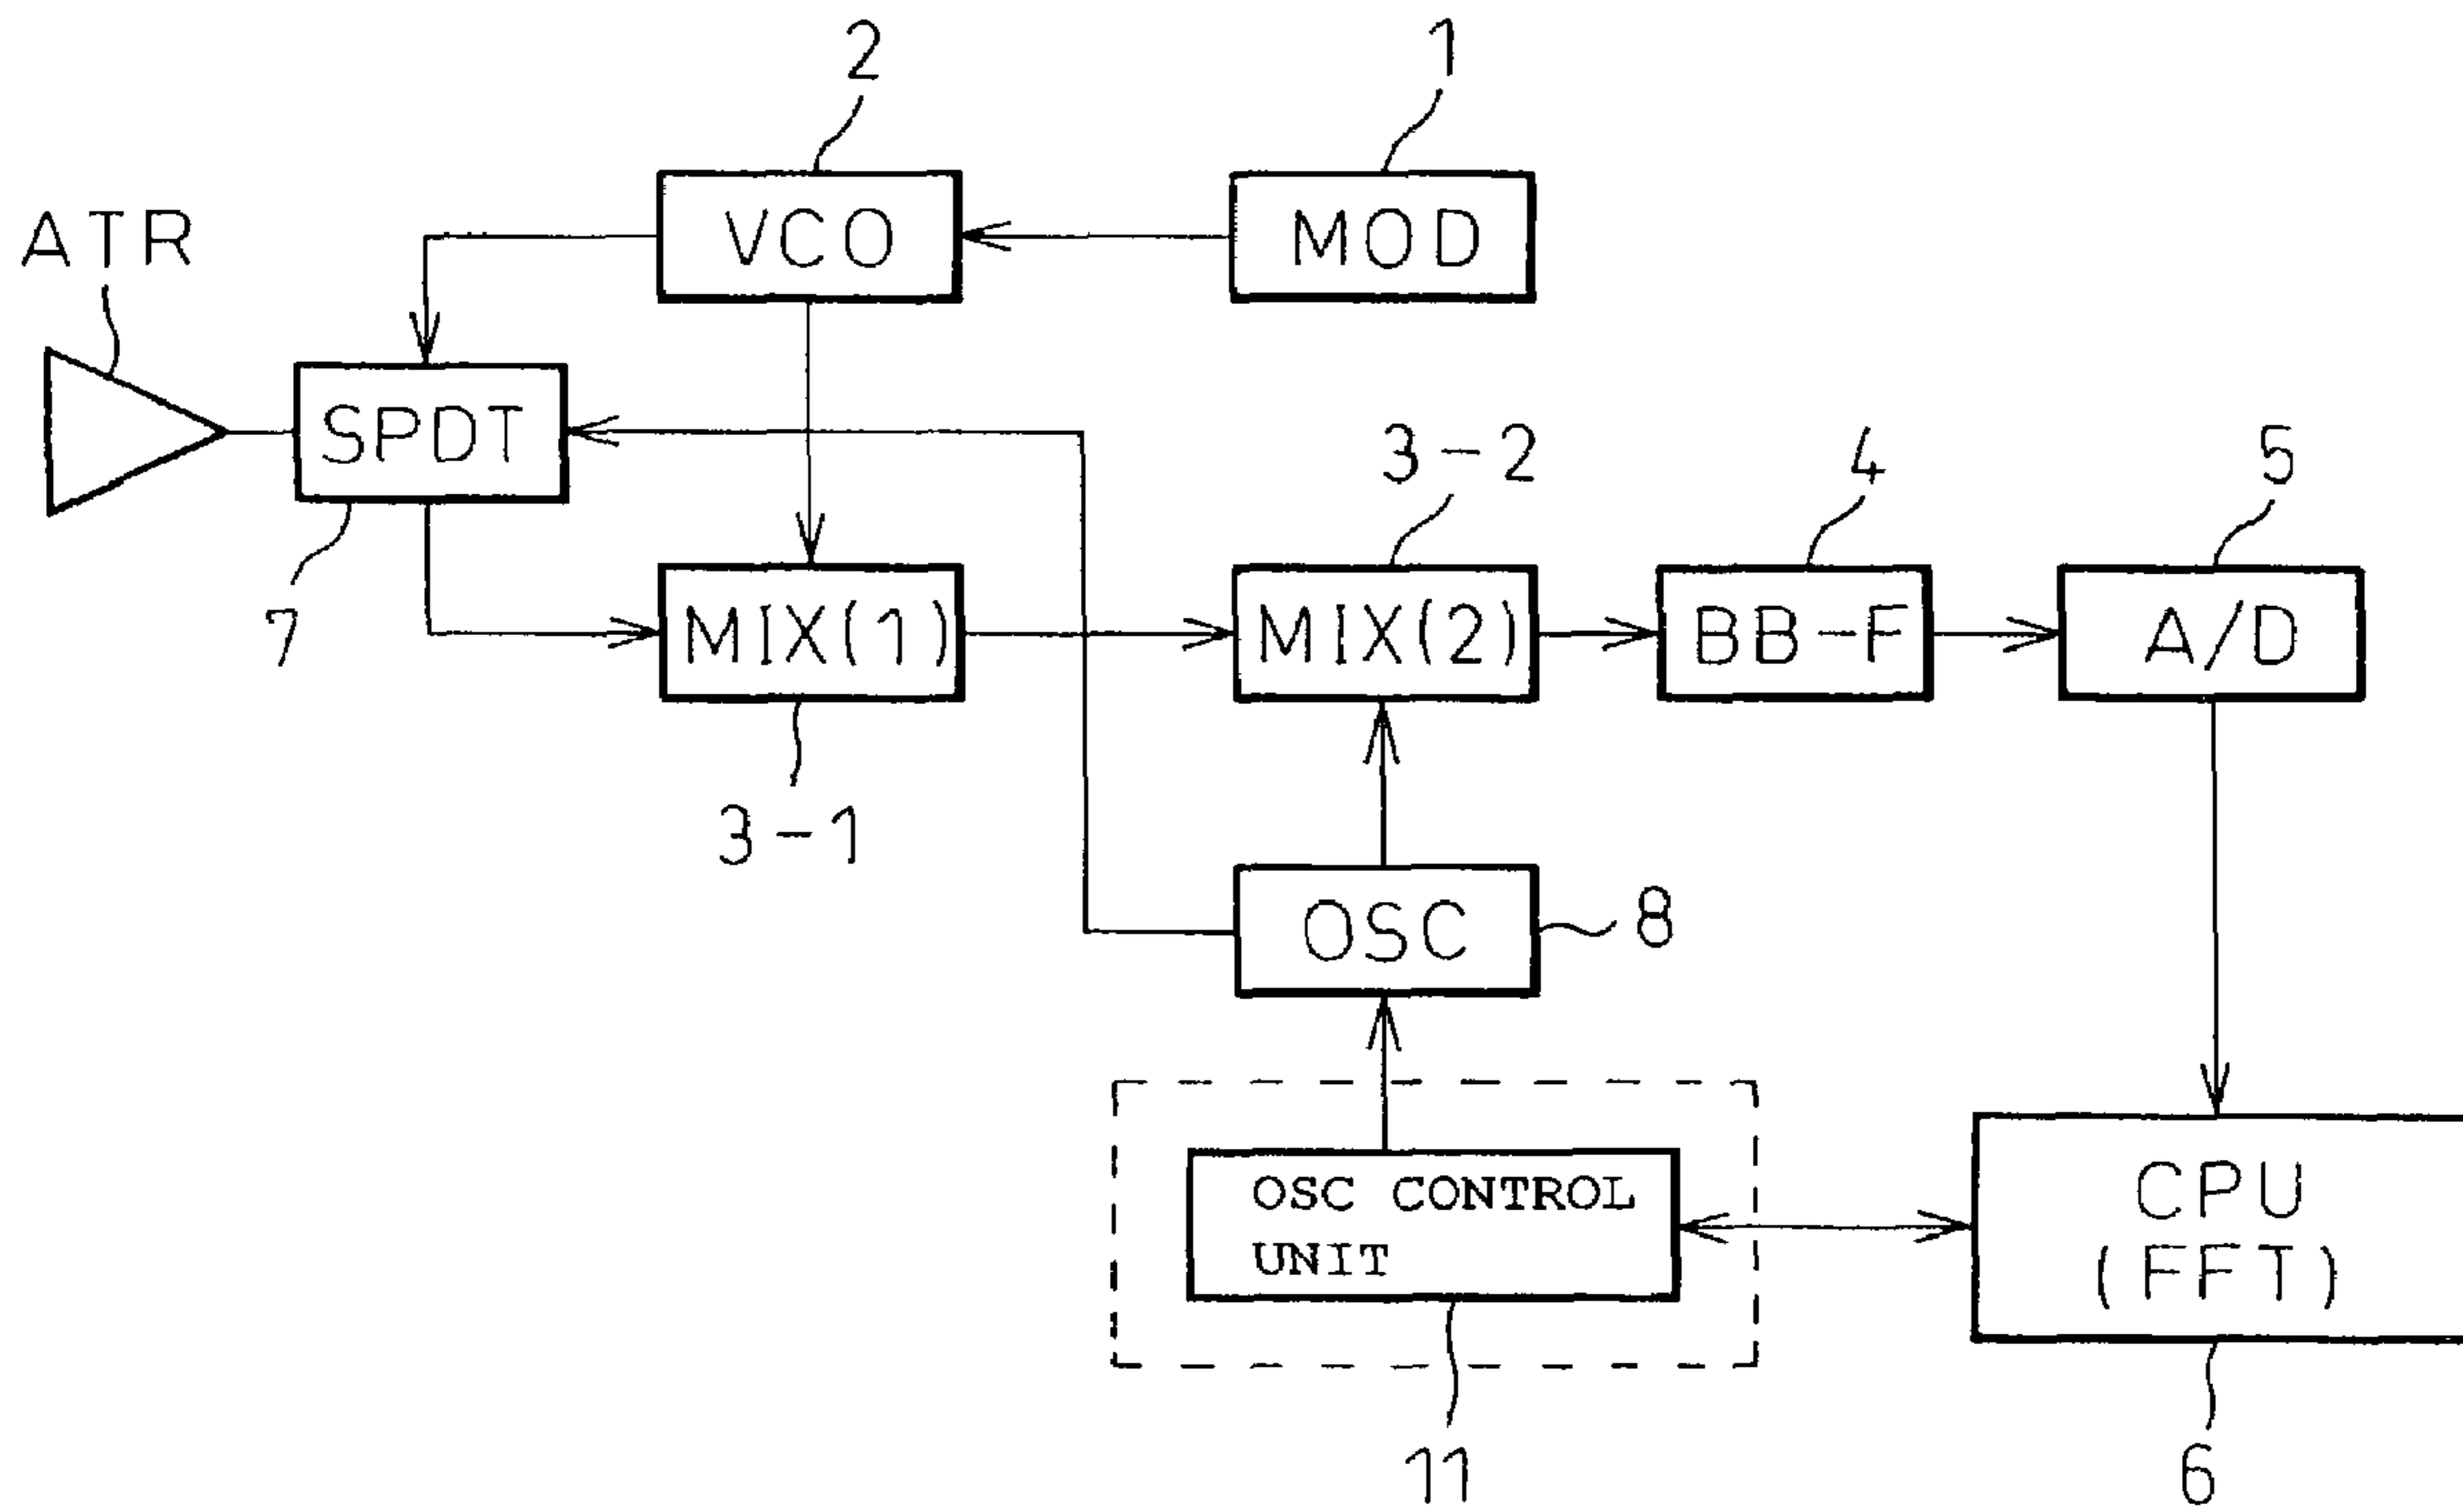 2
1
ATR
VCO
MOD
SPDT
3-2
4
5
7
MIX(1)
MIX(2)
BB-F
A/D
3-1
OSC
8
OSC CONTROL
UNIT
CPU
(FFT)
11
6